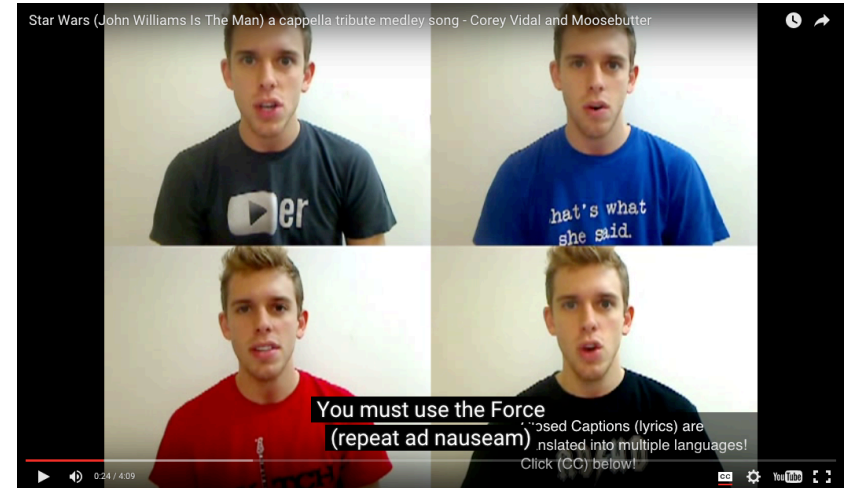 Star Wars (John Williams Is The Man) a cappella tribute medley song - Corey Vidal and Moosebutter
er
hat's what
she said.
You must use the Force
(repeat ad nauseam)
osed Captions (lyrics) are
nslated into multiple languages!
Click (CC) below!
0:24 / 4:09
CC
YouTube